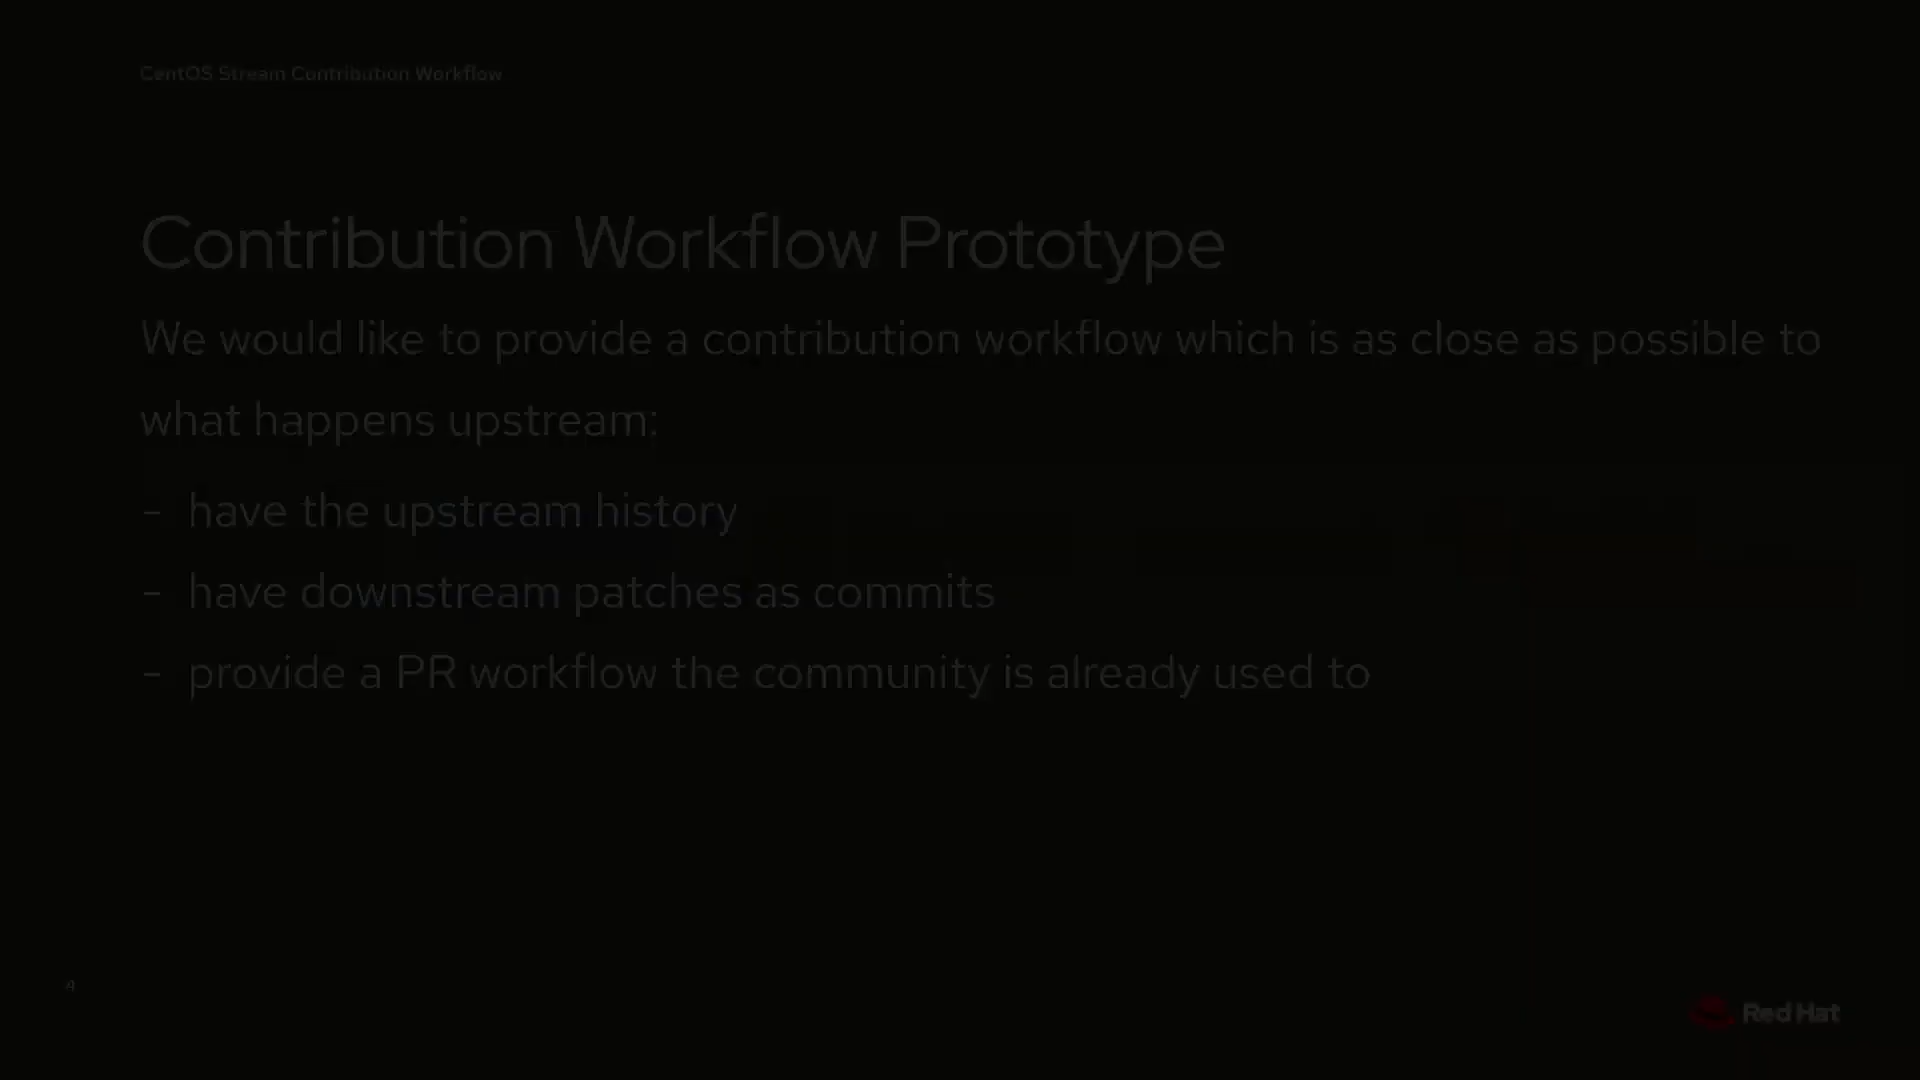 CentOS Stream Contribution Workflow
Contribution Workflow Prototype
We would like to provide a contribution workflow which is as close as possible to
what happens upstream:
- have the upstream history
- have downstream patches as commits
- provide a PR workflow the community is already used to
4
Red Hat